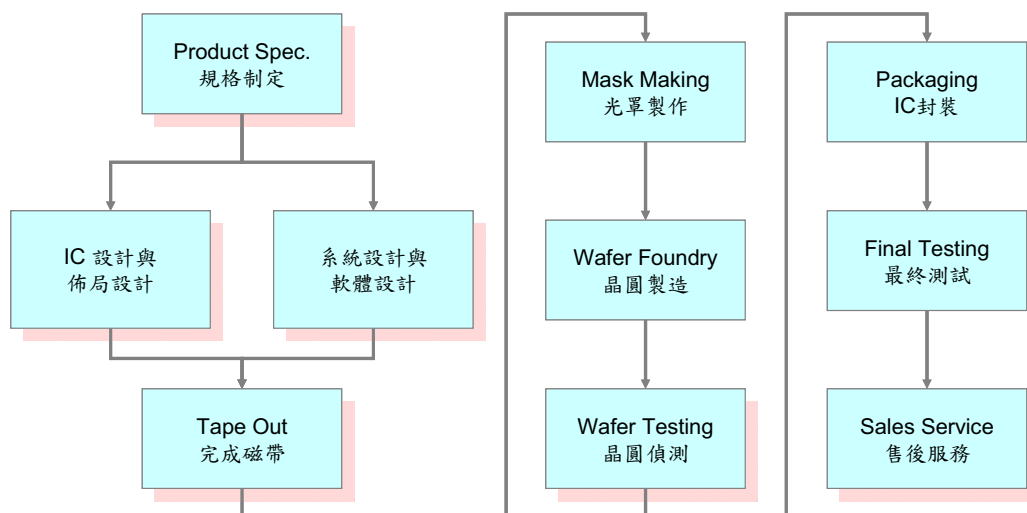 Product Spec.
規格制定
IC 設計與
佈局設計
系統設計與
軟體設計
Tape Out
完成磁帶
Mask Making
光罩製作
Wafer Foundry
晶圓製造
Wafer Testing
晶圓偵測
Packaging
IC封裝
Final Testing
最終測試
Sales Service
售後服務